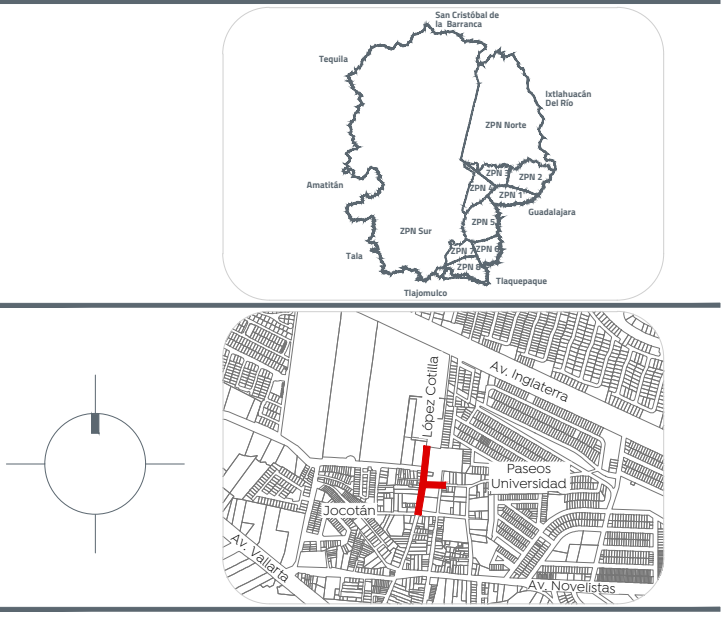 San Cristóbal de
la Barranca
Tequila
Ixtlahuacán
Del Río
ZPN Norte
ZPN 3
ZPN 2
Amatitán
ZPN 4
ZPN 1
Guadalajara
ZPN 5
ZPN Sur
ZPN 7
ZPN 6
Tala
ZPN 8
Tlaquepaque
Tlajomulco
López Cotilla
Av. Inglaterra
Paseos
Universidad
Jocotán
Av. Vallarta
Av. Novelistas